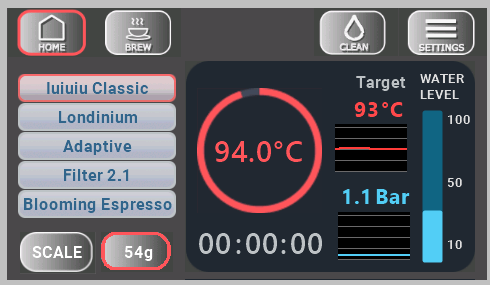 HOME
BREW
CLEAN
SETTINGS
Iuiuiu Classic
Londinium
Adaptive
Filter 2.1
Blooming Espresso
SCALE
54g
94.0°C
00:00:00
Target
93°C
1.1 Bar
WATER
LEVEL
100
50
10